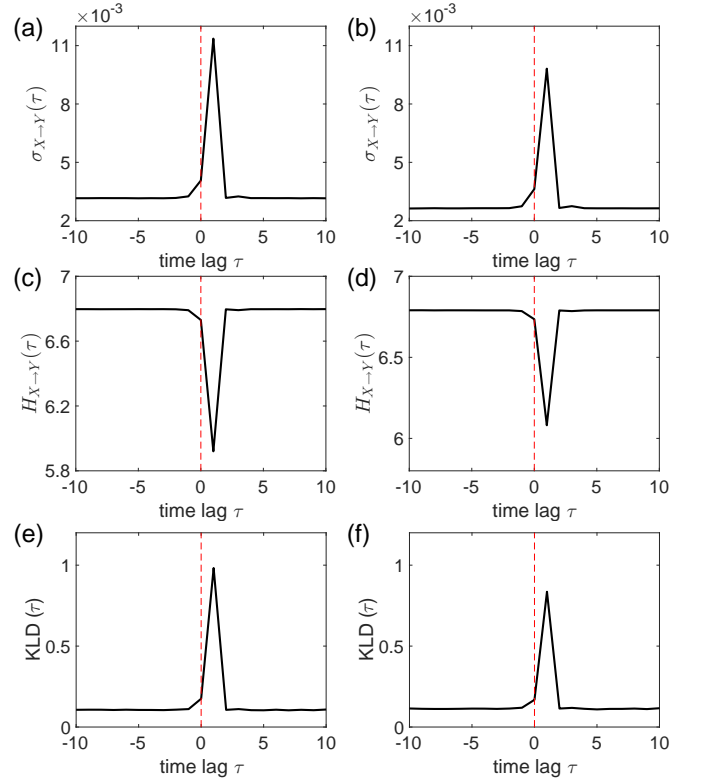 (a)
×10⁻³
σ_{X→Y}(τ)
11
8
5
2
-10 -5 0 5 10
time lag τ
(b)
×10⁻³
σ_{X→Y}(τ)
11
8
5
2
-10 -5 0 5 10
time lag τ
(c)
H_{X→Y}(τ)
7
6.6
6.2
5.8
-10 -5 0 5 10
time lag τ
(d)
H_{X→Y}(τ)
7
6.5
6
-10 -5 0 5 10
time lag τ
(e)
KLD (τ)
1
0.5
0
-10 -5 0 5 10
time lag τ
(f)
KLD (τ)
1
0.5
0
-10 -5 0 5 10
time lag τ